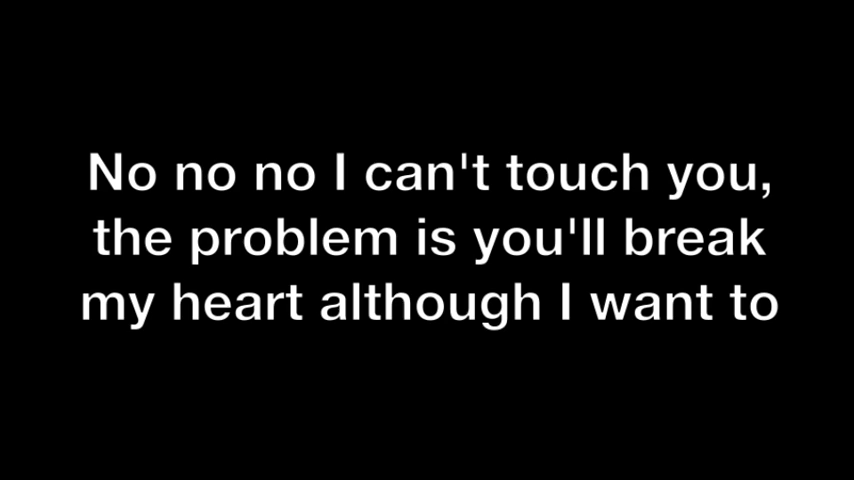 No no no I can't touch you,
the problem is you'll break
my heart although I want to